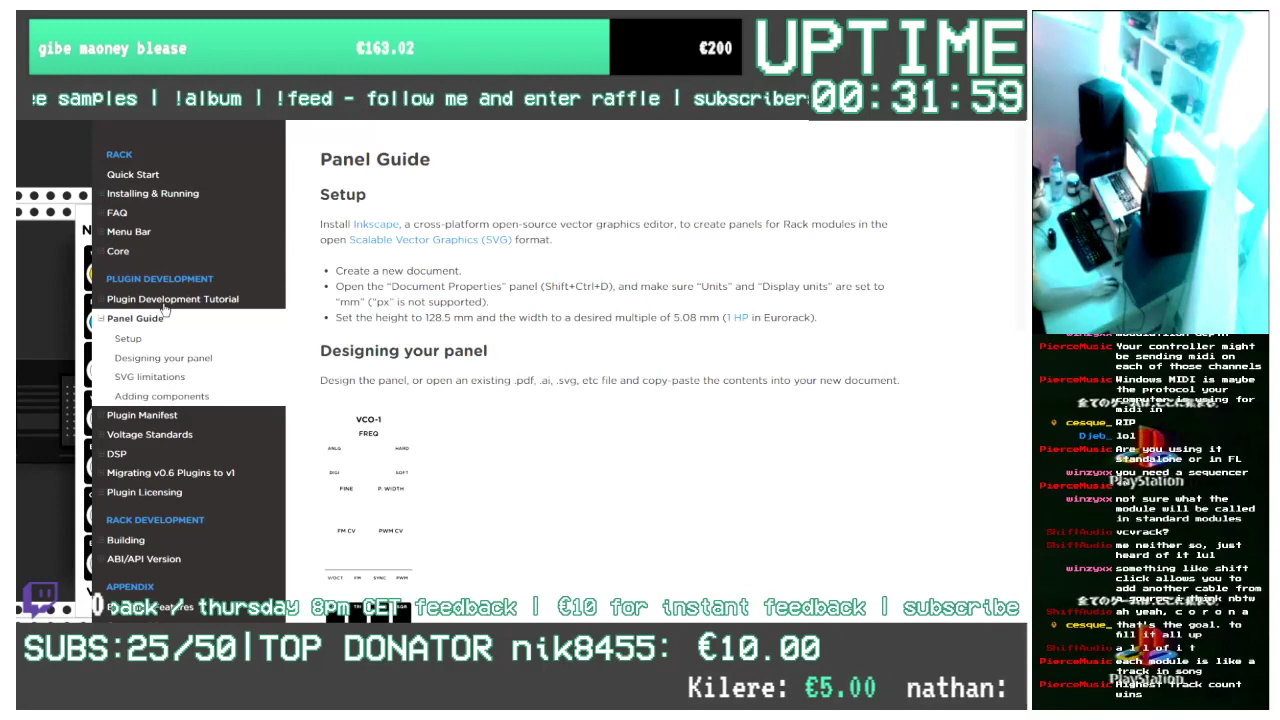 gibe maoney blease
€163.02
€200
UPTIME
00:31:59
samples | !album | !feed - follow me and enter raffle | subscriber
RACK
Quick Start
Installing & Running
FAQ
Menu Bar
Core
PLUGIN DEVELOPMENT
Plugin Development Tutorial
Panel Guide
Setup
Designing your panel
SVG limitations
Adding components
Plugin Manifest
Voltage Standards
DSP
Migrating v0.6 Plugins to v1
Plugin Licensing
RACK DEVELOPMENT
Building
ABI/API Version
APPENDIX
Panel Guide
Setup
Install Inkscape, a cross-platform open-source vector graphics editor, to create panels for Rack modules in the
open Scalable Vector Graphics (SVG) format.
• Create a new document.
• Open the “Document Properties” panel (Shift+Ctrl+D), and make sure “Units” and “Display units” are set to
“mm” (“px” is not supported).
• Set the height to 128.5 mm and the width to a desired multiple of 5.08 mm (1 HP in Eurorack).
Designing your panel
Design the panel, or open an existing .pdf, .ai, .svg, etc file and copy-paste the contents into your new document.
VCO-1
FREQ
ANLG HARD
DIGI SOFT
FINE P. WIDTH
FM CV PWM CV
V/OCT FM SYNC PWM
back / thursday 8pm CET feedback | €10 for instant feedback | subscribe
SUBS:25/50|TOP DONATOR nik8455: €10.00
Kilere: €5.00 nathan:
PierceMusic Your controller might
be sending midi on
each of those channels
PierceMusic Windows MIDI is maybe
the protocol your
computer is using for
midi in
cesque_ RIP
Djeb_ lol
PierceMusic Are you using it
standalone or in FL
winzyxx you need a sequencer
PierceMusic
PlayStation
winzyxx not sure what the
module will be called
in standard modules
ShiftAudio vcvrack?
ShiftAudio me neither so, just
heard of it lul
winzyxx something like shift
click allows you to
add another cable from
a source i think nbtu
ShiftAudio ah yeah, c o r o n a
cesque_ that's the goal. to
fill it all up
ShiftAudio a l l o f i t
PierceMusic each module is like a
track in song
PlayStation
PierceMusic Highest track count
wins